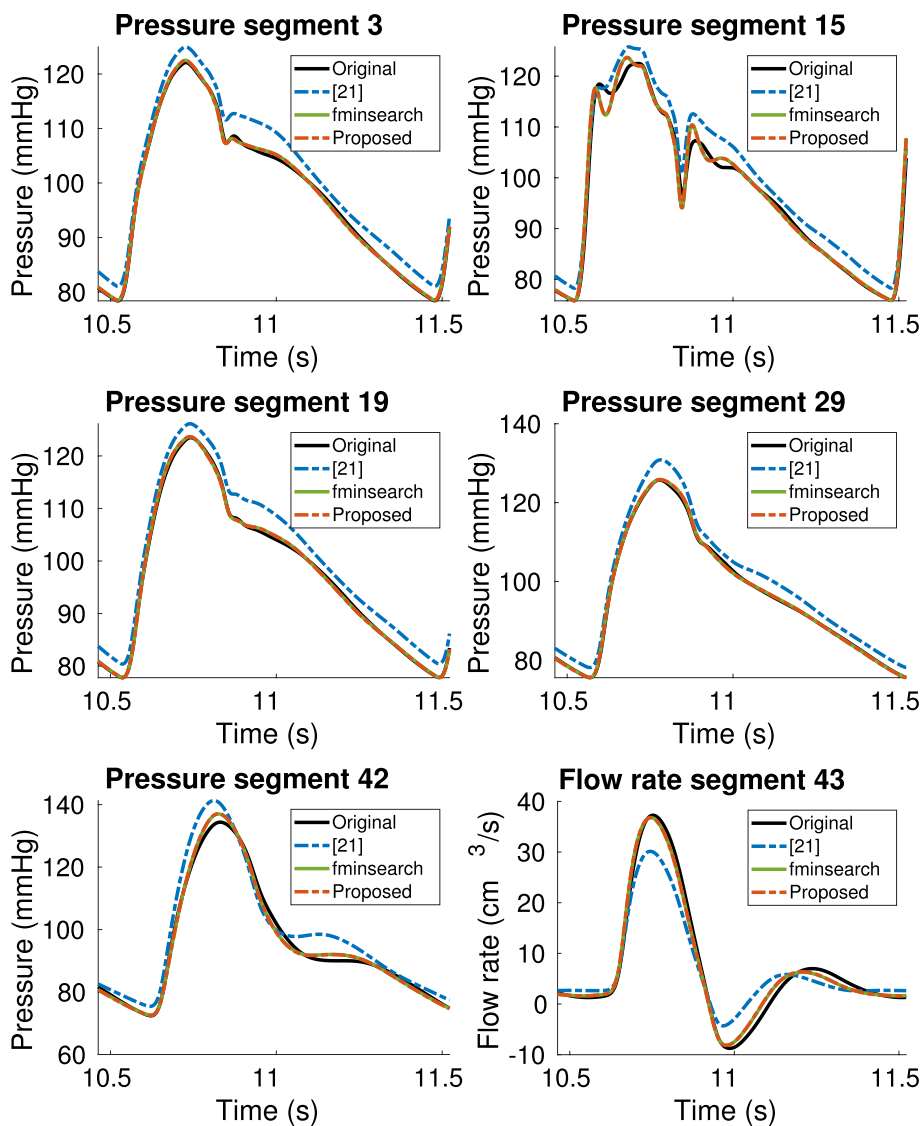 Pressure segment 3
Pressure (mmHg)
120
110
100
90
80
10.5 11 11.5
Time (s)
Original
[21]
fminsearch
Proposed
Pressure segment 15
Pressure (mmHg)
120
110
100
90
80
10.5 11 11.5
Time (s)
Original
[21]
fminsearch
Proposed
Pressure segment 19
Pressure (mmHg)
120
110
100
90
80
10.5 11 11.5
Time (s)
Original
[21]
fminsearch
Proposed
Pressure segment 29
Pressure (mmHg)
140
120
100
80
10.5 11 11.5
Time (s)
Original
[21]
fminsearch
Proposed
Pressure segment 42
Pressure (mmHg)
140
120
100
80
60
10.5 11 11.5
Time (s)
Original
[21]
fminsearch
Proposed
Flow rate segment 43
Flow rate (cm 3/s)
40
30
20
10
0
-10
10.5 11 11.5
Time (s)
Original
[21]
fminsearch
Proposed